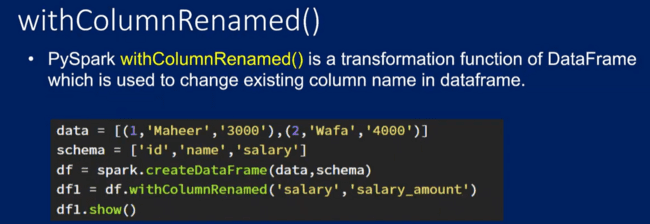 withColumnRenamed()
• PySpark withColumnRenamed() is a transformation function of DataFrame
which is used to change existing column name in dataframe.
data = [(1,'Maheer','3000'),(2,'Wafa','4000')]
schema = ['id','name','salary']
df = spark.createDataFrame(data,schema)
df1 = df.withColumnRenamed('salary','salary_amount')
df1.show()